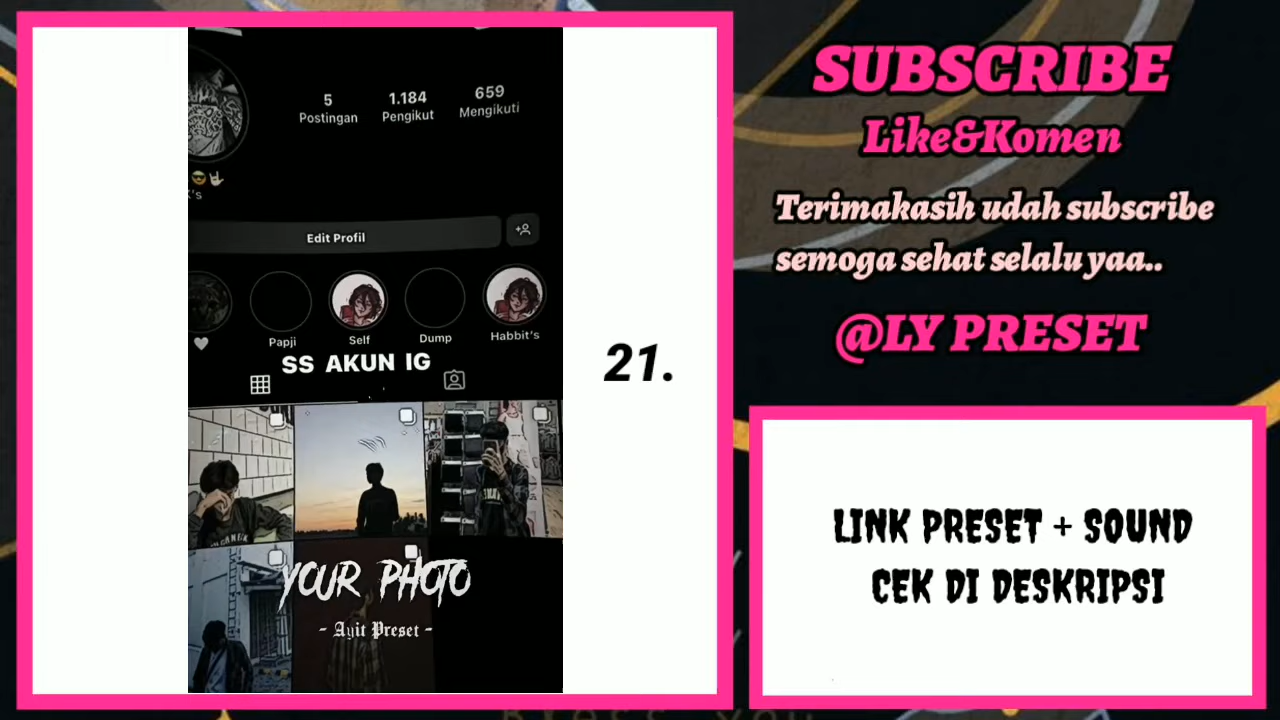 5 1.184 659
Postingan Pengikut Mengikuti
Edit Profil
Papji Self Dump Habbit's
SS AKUN IG
YOUR PHOTO
- Ayit Preset -
21.
SUBSCRIBE
Like&Komen
Terimakasih udah subscribe
semoga sehat selalu yaa..
@LY PRESET
LINK PRESET + SOUND
CEK DI DESKRIPSI